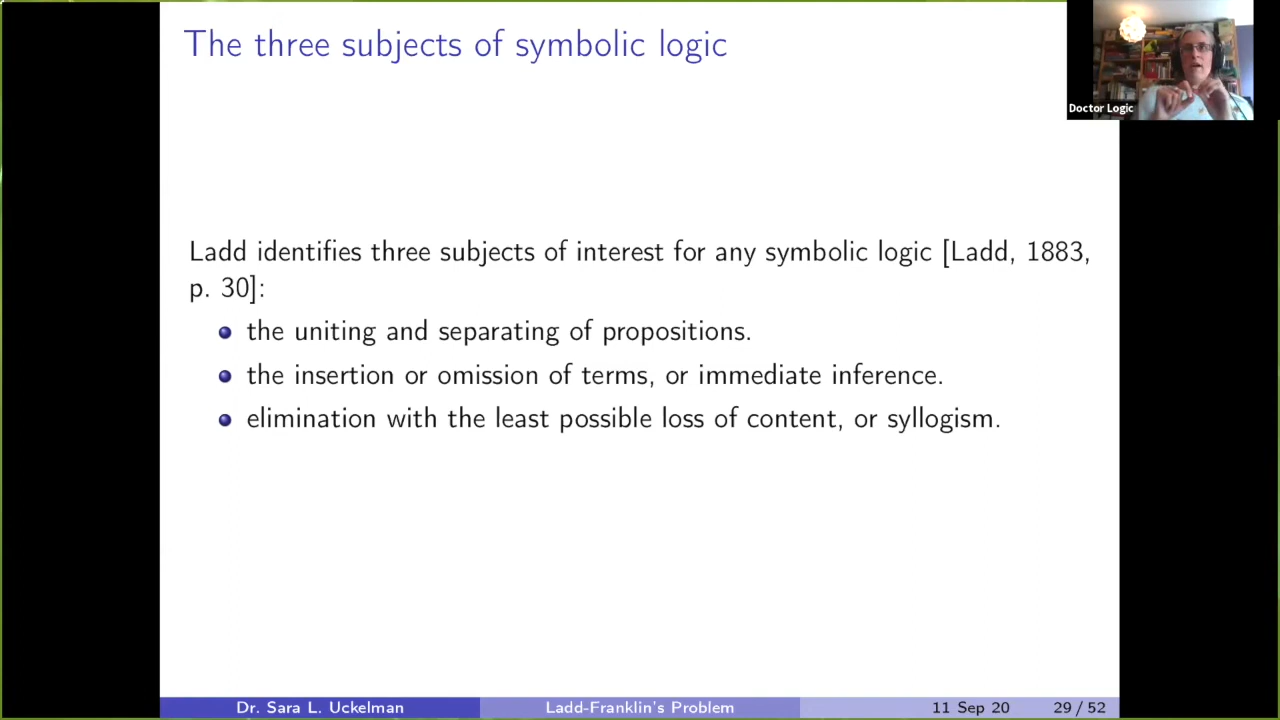 The three subjects of symbolic logic
Doctor Logic
Ladd identifies three subjects of interest for any symbolic logic [Ladd, 1883,
p. 30]:
the uniting and separating of propositions.
the insertion or omission of terms, or immediate inference.
elimination with the least possible loss of content, or syllogism.
Dr. Sara L. Uckelman
Ladd-Franklin's Problem
11 Sep 20
29 / 52